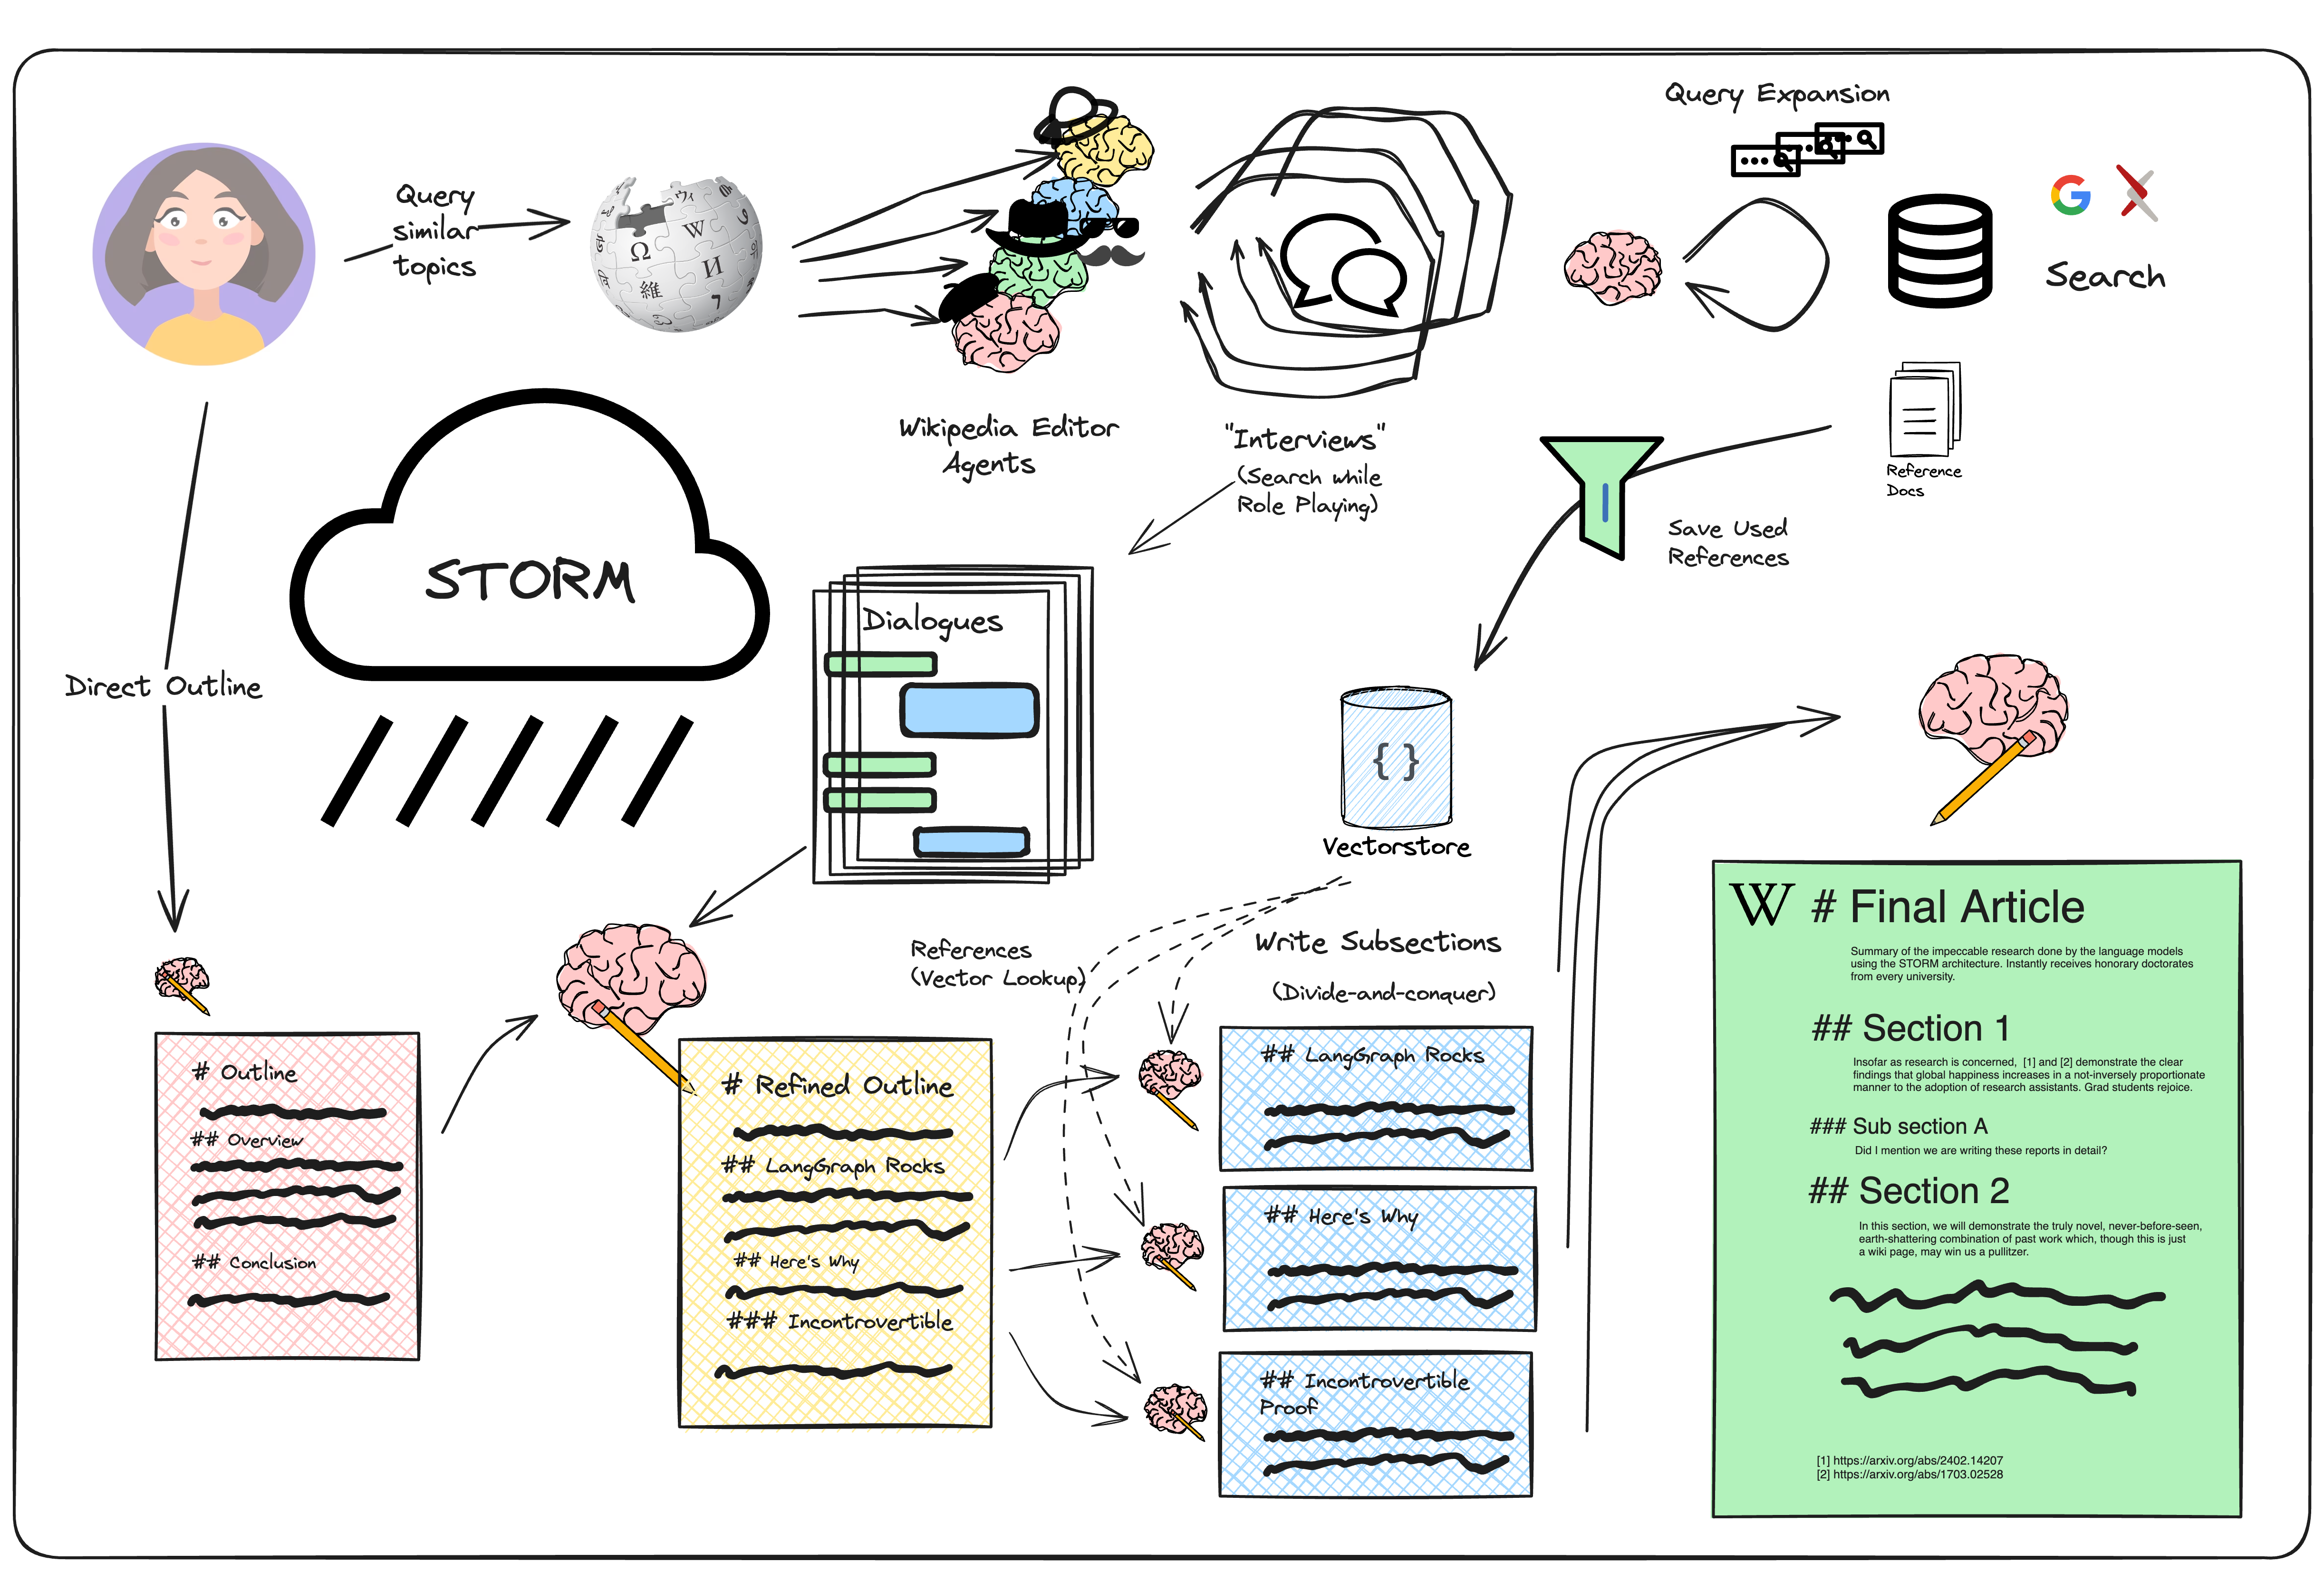 Query Expansion
Query
similar
topics
Ω
W
И
維
G
Search
Wikipedia Editor
Agents
"Interviews"
(Search while
Role Playing)
Reference
Docs
Save Used
References
STORM
Direct Outline
Dialogues
{ }
Vectorstore
References
(Vector Lookup)
Write Subsections
(Divide-and-conquer)
# Outline
## Overview
## Conclusion
# Refined Outline
## LangGraph Rocks
## Here's Why
### Incontrovertible
## LangGraph Rocks
## Here's Why
## Incontrovertible
Proof
W # Final Article
Summary of the impeccable research done by the language models
using the STORM architecture. Instantly receives honorary doctorates
from every university.
## Section 1
Insofar as research is concerned, [1] and [2] demonstrate the clear
findings that global happiness increases in a not-inversely proportionate
manner to the adoption of research assistants. Grad students rejoice.
### Sub section A
Did I mention we are writing these reports in detail?
## Section 2
In this section, we will demonstrate the truly novel, never-before-seen,
earth-shattering combination of past work which, though this is just
a wiki page, may win us a pullitzer.
[1] https://arxiv.org/abs/2402.14207
[2] https://arxiv.org/abs/1703.02528